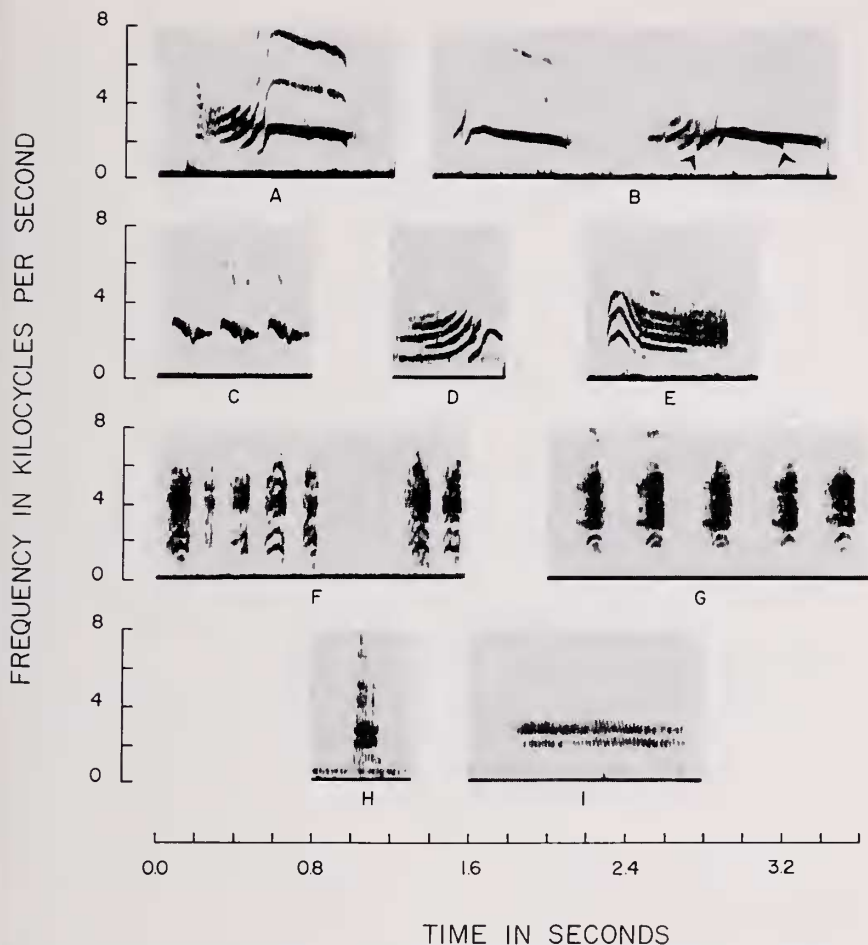 FREQUENCY IN KILOCYCLES PER SECOND
8
4
0
A
B
8
4
0
C
D
E
8
4
0
F
G
8
4
0
H
I
0.0 0.8 1.6 2.4 3.2
TIME IN SECONDS